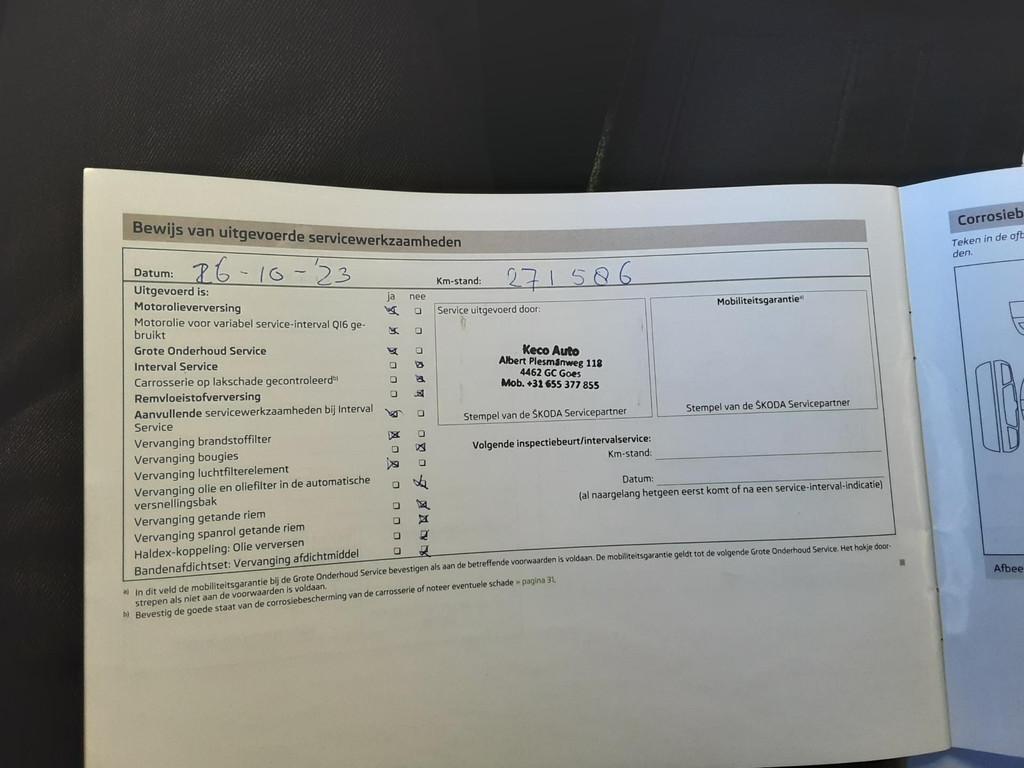 Bewijs van uitgevoerde servicewerkzaamheden
Datum: 26-10-'23
Km-stand: 271586
Uitgevoerd is:
ja nee
Motorolieverversing
Motorolie voor variabel service-interval QI6 ge-
bruikt
Grote Onderhoud Service
Interval Service
Carrosserie op lakschade gecontroleerd b)
Remvloeistofverversing
Aanvullende servicewerkzaamheden bij Interval
Service
Vervanging brandstoffilter
Vervanging bougies
Vervanging luchtfilterelement
Vervanging olie en oliefilter in de automatische
versnellingsbak
Vervanging getande riem
Vervanging spanrol getande riem
Haldex-koppeling: Olie verversen
Bandenafdichtset: Vervanging afdichtmiddel
Service uitgevoerd door:
Keco Auto
Albert Plesmanweg 118
4462 GC Goes
Mob. +31 655 377 855
Stempel van de ŠKODA Servicepartner
Mobiliteitsgarantie a)
Stempel van de ŠKODA Servicepartner
Volgende inspectiebeurt/intervalservice:
Km-stand:
Datum:
(al naargelang hetgeen eerst komt of na een service-interval-indicatie)
a) In dit veld de mobiliteitsgarantie bij de Grote Onderhoud Service bevestigen als aan de betreffende voorwaarden is voldaan. De mobiliteitsgarantie geldt tot de volgende Grote Onderhoud Service. Het hokje door-
strepen als niet aan de voorwaarden is voldaan.
b) Bevestig de goede staat van de corrosiebescherming van de carrosserie of noteer eventuele schade » pagina 31.
Corrosieb
Teken in de afb
den.
Afbee